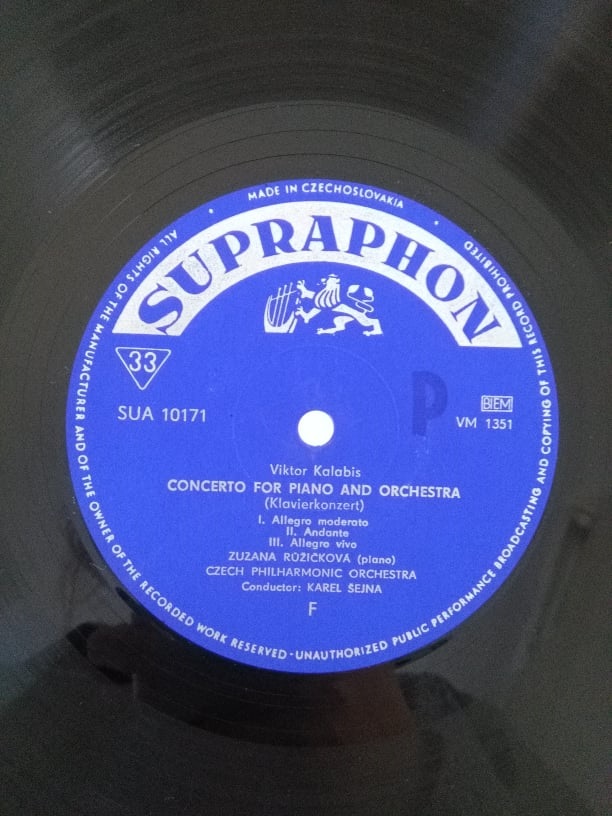 MADE IN CZECHOSLOVAKIA
SUPRAPHON
33
SUA 10171
P
BIEM
VM 1351
Viktor Kalabis
CONCERTO FOR PIANO AND ORCHESTRA
(Klavierkonzert)
I. Allegro moderato
II. Andante
III. Allegro vivo
ZUZANA RŮŽIČKOVÁ (piano)
CZECH PHILHARMONIC ORCHESTRA
Conductor: KAREL ŠEJNA
F
ALL RIGHTS OF THE MANUFACTURER AND OF THE OWNER OF THE RECORDED WORK RESERVED · UNAUTHORIZED PUBLIC PERFORMANCE BROADCASTING AND COPYING OF THIS RECORD PROHIBITED